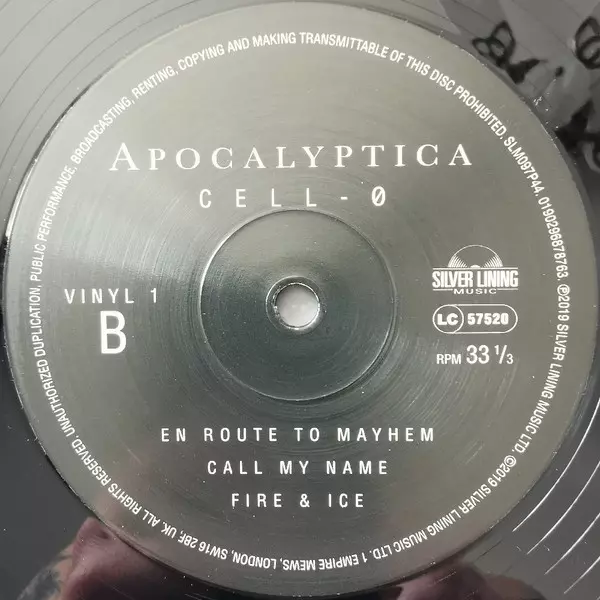 APOCALYPTICA
CELL-0
VINYL 1
B
SILVER LINING
MUSIC
LC 57520
RPM 33 1/3
EN ROUTE TO MAYHEM
CALL MY NAME
FIRE & ICE
ALL RIGHTS RESERVED. UNAUTHORIZED DUPLICATION, PUBLIC PERFORMANCE, BROADCASTING, RENTING, COPYING AND MAKING TRANSMITTABLE OF THIS DISC PROHIBITED. SLM097P44. 0190296878763. ℗2019 SILVER LINING MUSIC LTD. ©2019 SILVER LINING MUSIC LTD. 1 EMPIRE MEWS, LONDON, SW16 2BF, UK.